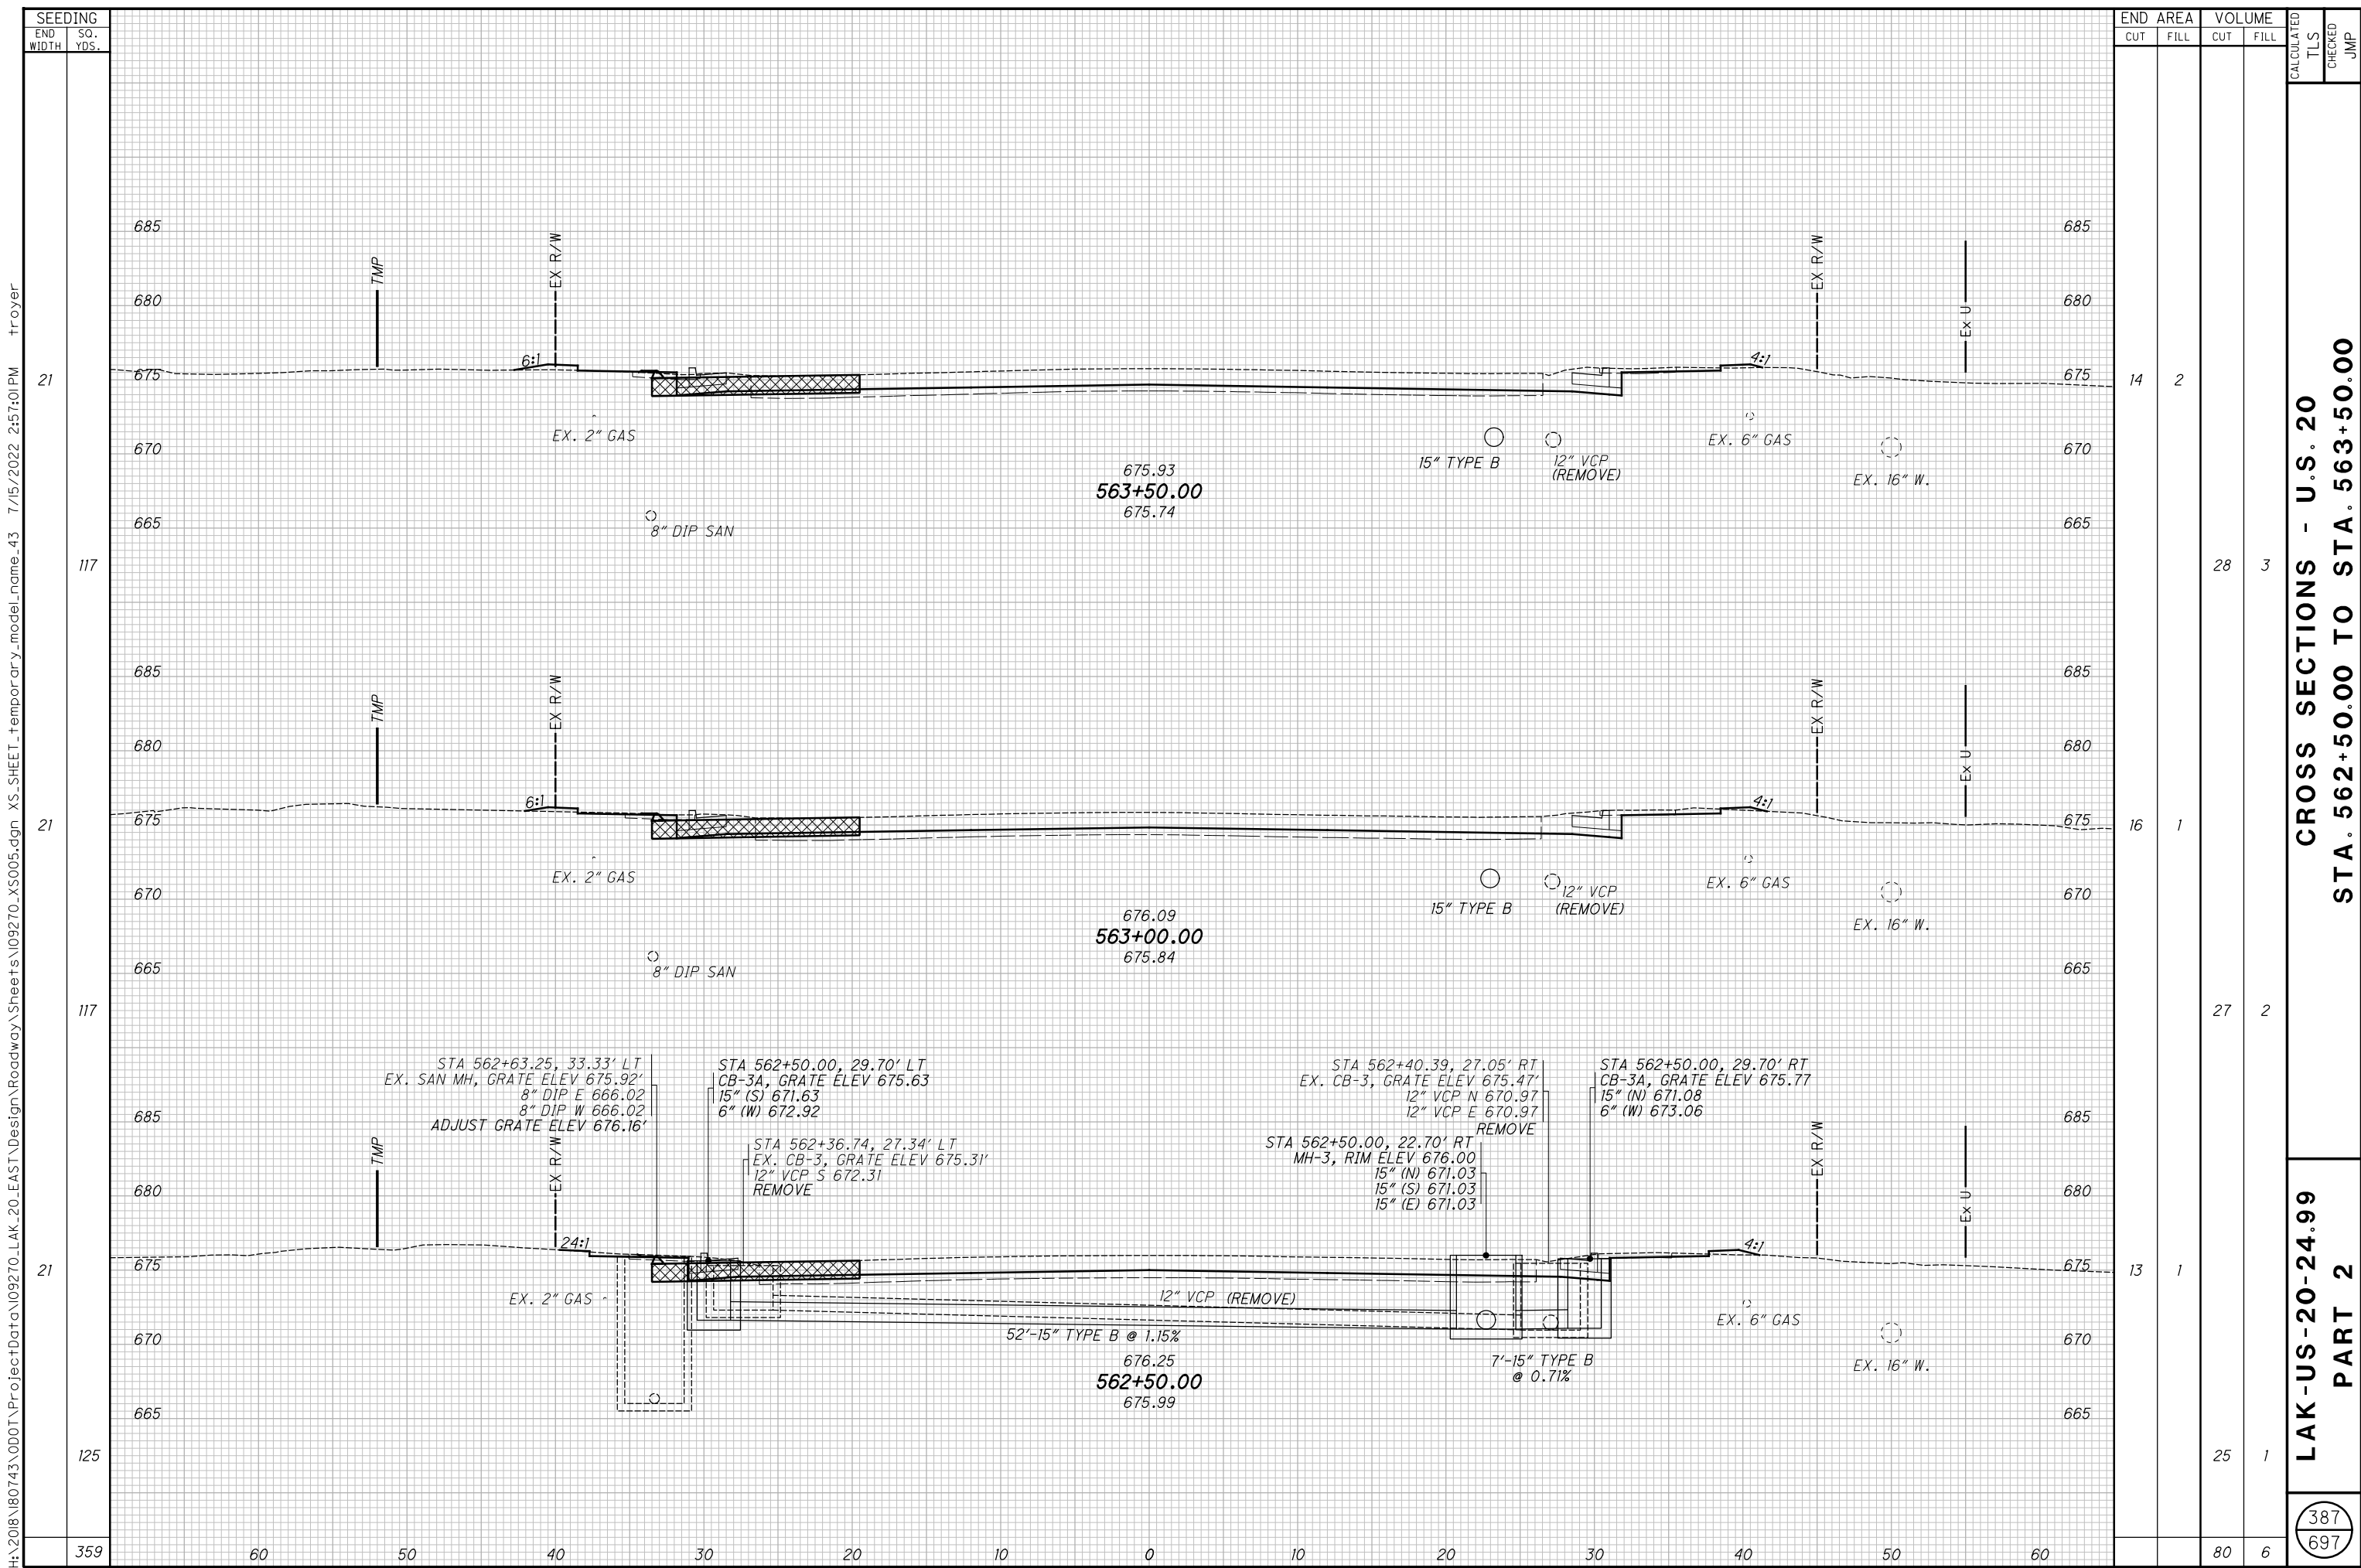 SEEDING
END WIDTH
SQ. YDS.
END AREA
VOLUME
CUT
FILL
CUT
FILL
CALCULATED
TLS
CHECKED
JMP
685
685
TMP
EX R/W
EX R/W
Ex U
680
680
6:1
4:1
675
675
21
14
2
EX. 2" GAS
EX. 6" GAS
670
670
15" TYPE B
12" VCP
(REMOVE)
EX. 16" W.
675.93
563+50.00
675.74
665
665
8" DIP SAN
117
28
3
685
685
TMP
EX R/W
EX R/W
Ex U
680
680
6:1
4:1
675
675
21
16
1
EX. 2" GAS
EX. 6" GAS
670
670
15" TYPE B
12" VCP
(REMOVE)
EX. 16" W.
676.09
563+00.00
675.84
665
665
8" DIP SAN
117
27
2
STA 562+63.25, 33.33' LT
EX. SAN MH, GRATE ELEV 675.92'
8" DIP E 666.02
8" DIP W 666.02
ADJUST GRATE ELEV 676.16'
STA 562+50.00, 29.70' LT
CB-3A, GRATE ELEV 675.63
15" (S) 671.63
6" (W) 672.92
STA 562+36.74, 27.34' LT
EX. CB-3, GRATE ELEV 675.31'
12" VCP S 672.31
REMOVE
STA 562+40.39, 27.05' RT
EX. CB-3, GRATE ELEV 675.47'
12" VCP N 670.97
12" VCP E 670.97
REMOVE
STA 562+50.00, 22.70' RT
MH-3, RIM ELEV 676.00
15" (N) 671.03
15" (S) 671.03
15" (E) 671.03
STA 562+50.00, 29.70' RT
CB-3A, GRATE ELEV 675.77
15" (N) 671.08
6" (W) 673.06
685
685
TMP
EX R/W
EX R/W
Ex U
680
680
24:1
4:1
675
675
21
13
1
EX. 2" GAS
12" VCP (REMOVE)
EX. 6" GAS
670
670
52'-15" TYPE B @ 1.15%
7'-15" TYPE B
@ 0.71%
EX. 16" W.
676.25
562+50.00
675.99
665
665
125
25
1
359
60
50
40
30
20
10
0
10
20
30
40
50
60
80
6
CROSS SECTIONS - U.S. 20
STA. 562+50.00 TO STA. 563+50.00
LAK-US-20-24.99
PART 2
387
697
H:\2018\180743\ODOT\ProjectData\109270_LAK_20_EAST\Design\Roadway\Sheets\109270_XS005.dgn XS_SHEET_temporary_model_name_43 7/15/2022 2:57:01 PM troyer